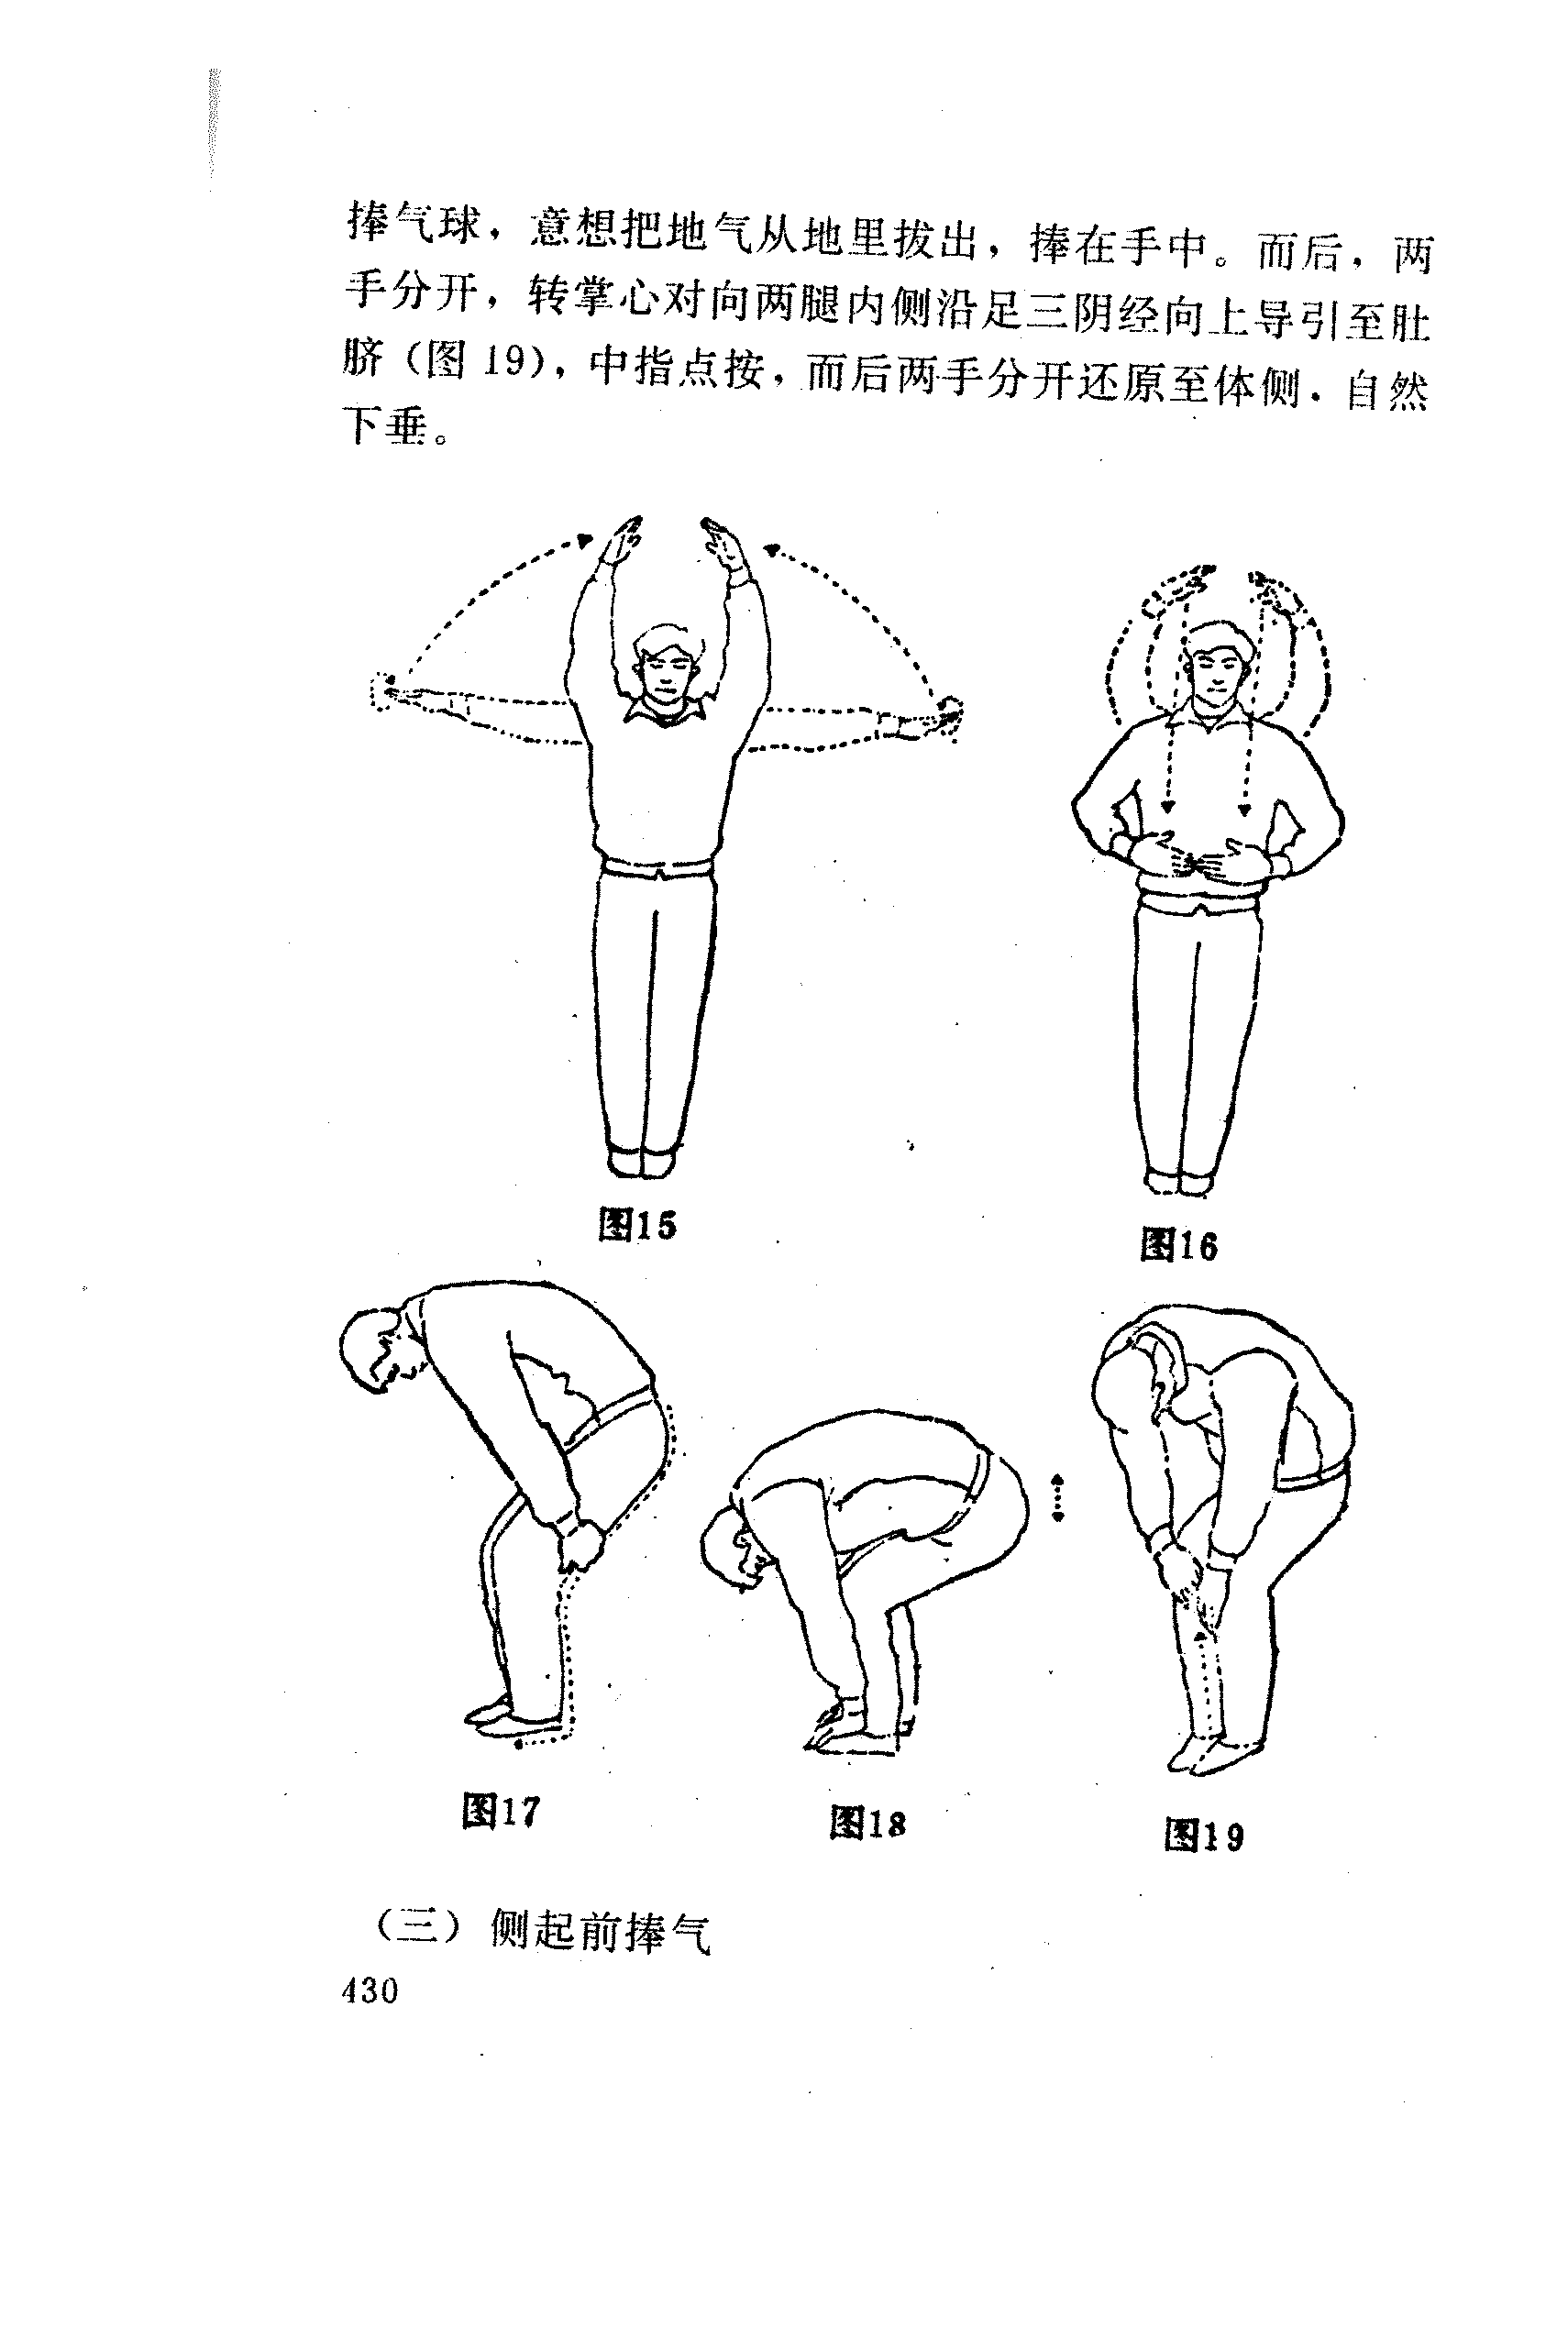 捧气球，意想把地气从地里拔出，捧在手中。而后，两
手分开，转掌心对向两腿内侧沿足三阴经向上导引至肚
脐（图 19），中指点按，而后两手分开还原至体侧．自然
下垂。
图15
图16
图17
图18
图19
（三）侧起前捧气
430